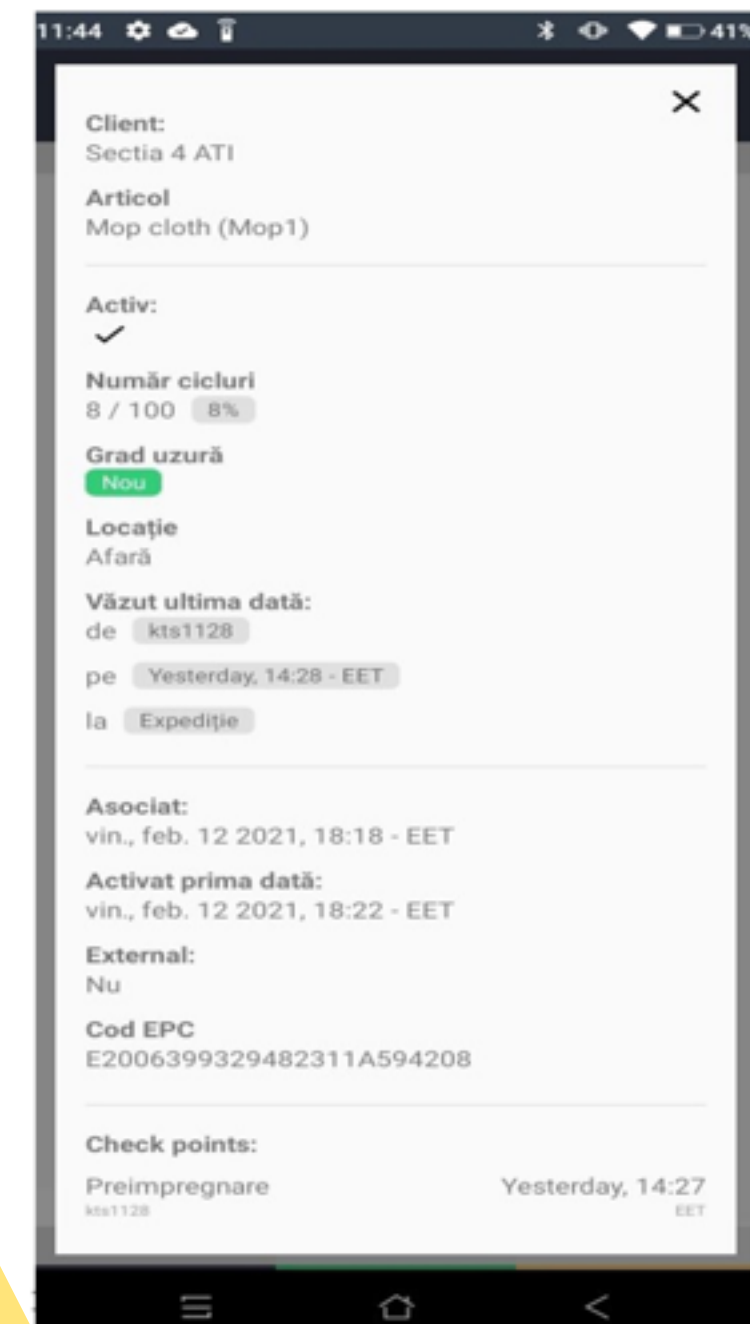 11:44 41%
Client:
Sectia 4 ATI
Articol
Mop cloth (Mop1)
Activ:
Număr cicluri
8 / 100 8%
Grad uzură
Nou
Locație
Afară
Văzut ultima dată:
de kts1128
pe Yesterday, 14:28 - EET
la Expediție
Asociat:
vin., feb. 12 2021, 18:18 - EET
Activat prima dată:
vin., feb. 12 2021, 18:22 - EET
External:
Nu
Cod EPC
E2006399329482311A594208
Check points:
Preimpregnare Yesterday, 14:27
kts1128 EET